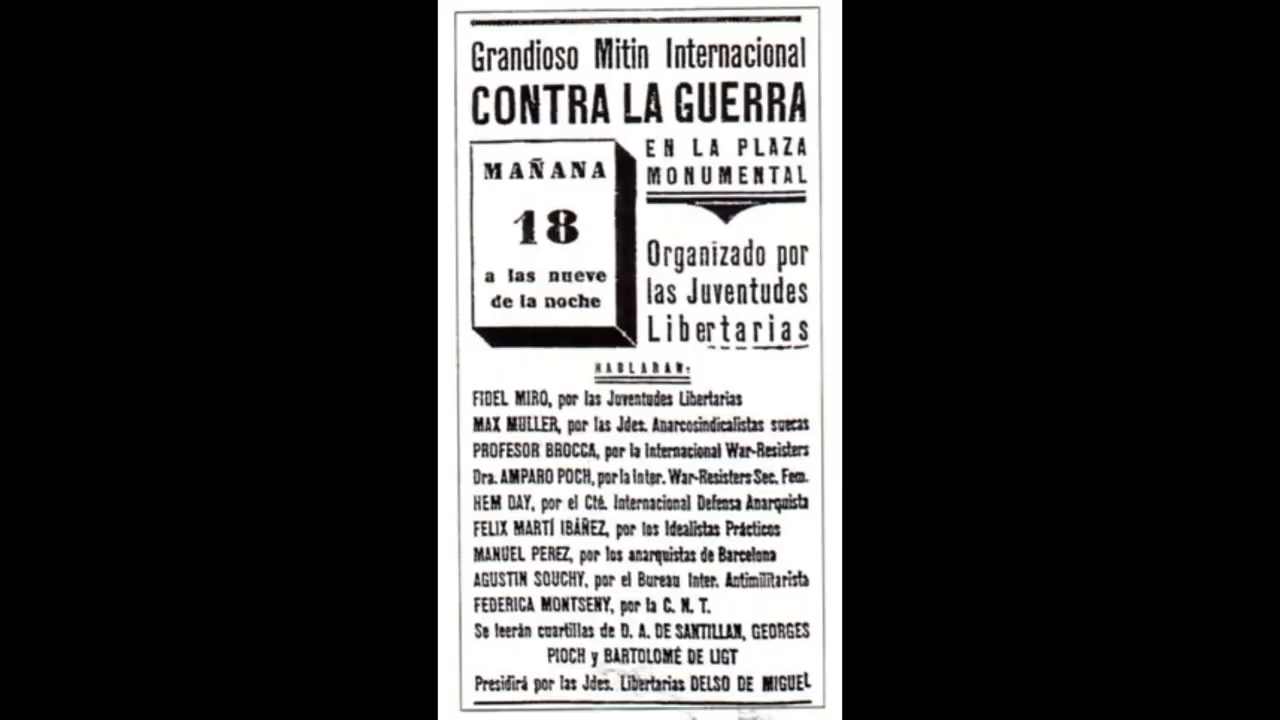 Grandioso Mitin Internacional
CONTRA LA GUERRA
MAÑANA
18
a las nueve
de la noche
EN LA PLAZA
MONUMENTAL
Organizado por
las Juventudes
Libertarias
HABLARAN:
FIDEL MIRO, por las Juventudes Libertarias
MAX MULLER, por las Jdes. Anarcosindicalistas suecas
PROFESOR BROCCA, por la Internacional War-Resisters
Dra. AMPARO POCH, por la Inter. War-Resisters Sec. Fem.
HEM DAY, por el Cté. Internacional Defensa Anarquista
FELIX MARTÍ IBÁÑEZ, por los Idealistas Prácticos
MANUEL PEREZ, por los anarquistas de Barcelona
AGUSTIN SOUCHY, por el Bureau Inter. Antimilitarista
FEDERICA MONTSENY, por la C. N. T.
Se leerán cuartillas de D. A. DE SANTILLAN, GEORGES
PIOCH y BARTOLOMÉ DE LIGT
Presidirá por las Jdes. Libertarias DELSO DE MIGUEL